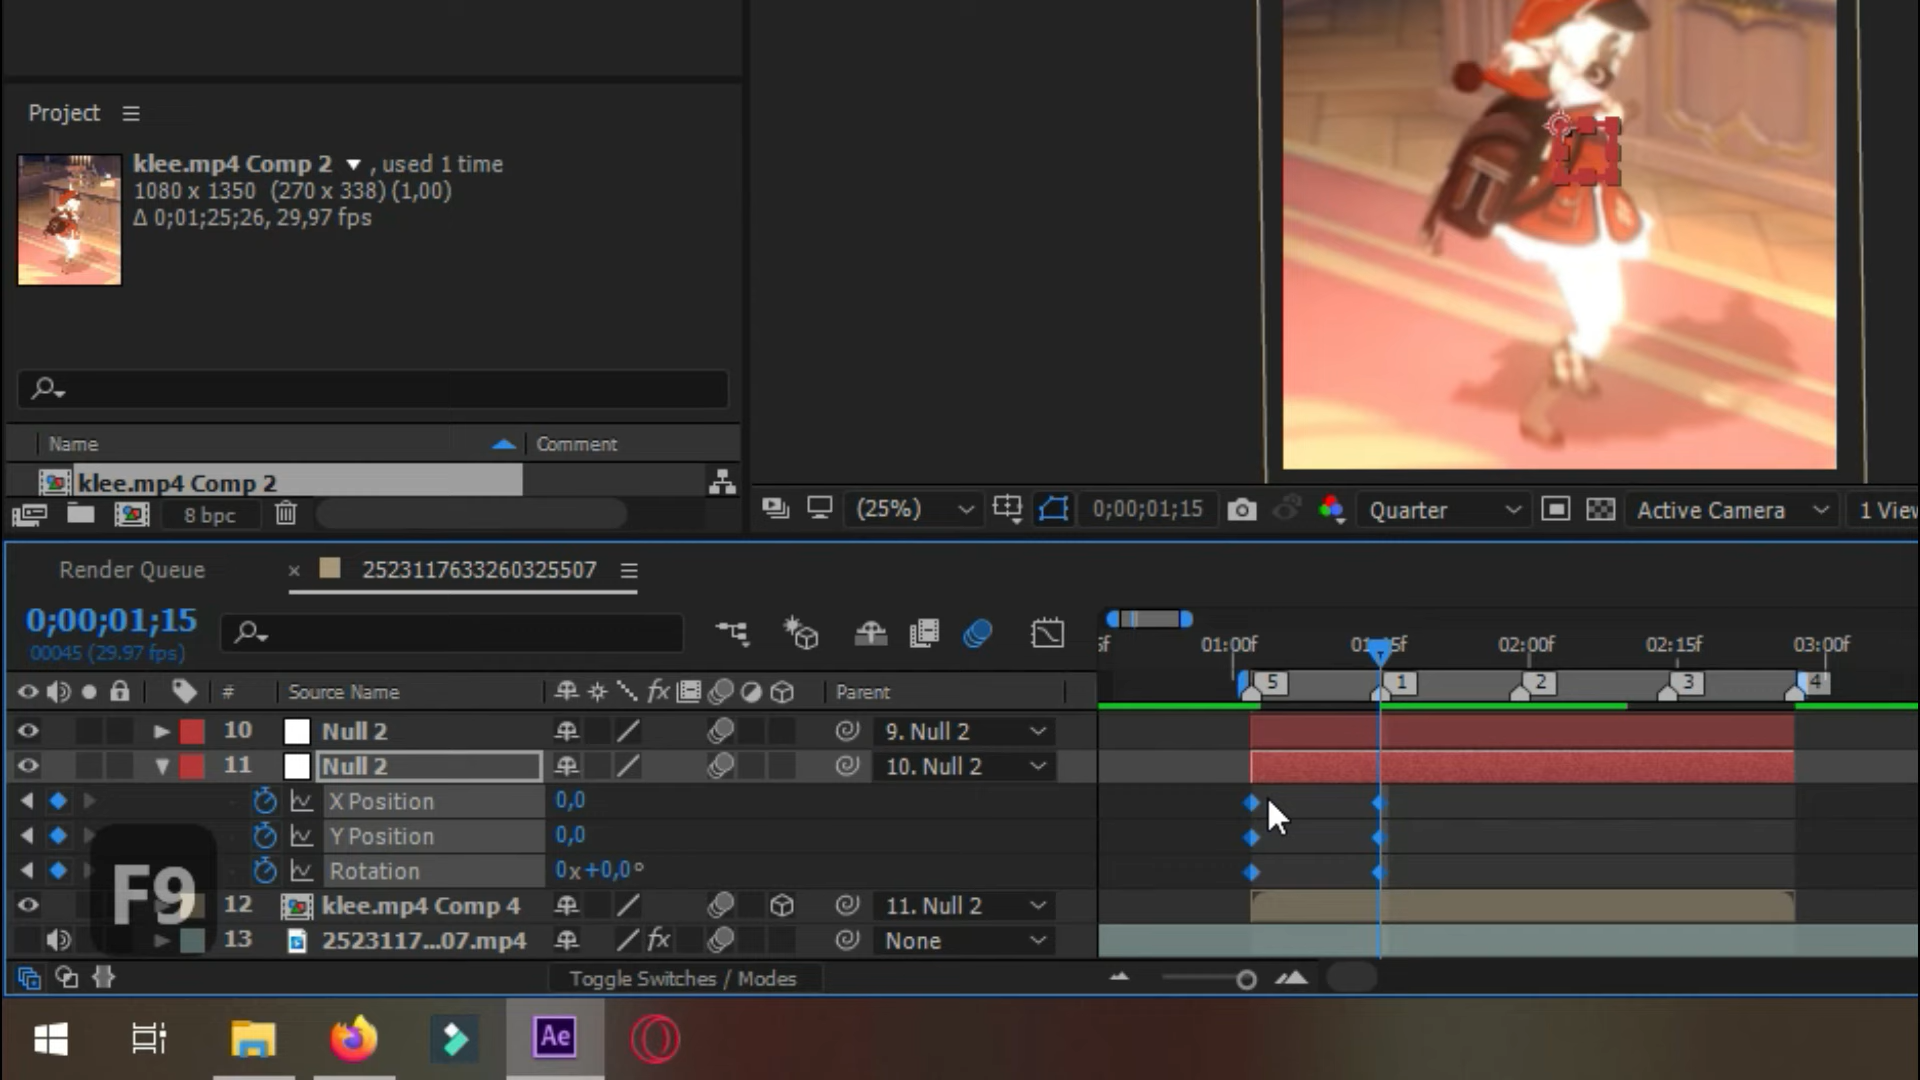 Project
klee.mp4 Comp 2 , used 1 time
1080 x 1350 (270 x 338) (1,00)
Δ 0;01;25;26, 29,97 fps
Name
Comment
klee.mp4 Comp 2
8 bpc
(25%)
0;00;01;15
Quarter
Active Camera
1 View
Render Queue
2523117633260325507
0;00;01;15
00045 (29.97 fps)
01:00f
01:15f
02:00f
02:15f
03:00f
# Source Name
fx
Parent
5
1
2
3
4
10 Null 2
9. Null 2
11 Null 2
10. Null 2
X Position
0,0
Y Position
0,0
Rotation
0x+0,0°
F9
12 klee.mp4 Comp 4
11. Null 2
13 2523117...07.mp4
fx
None
Toggle Switches / Modes
Ae